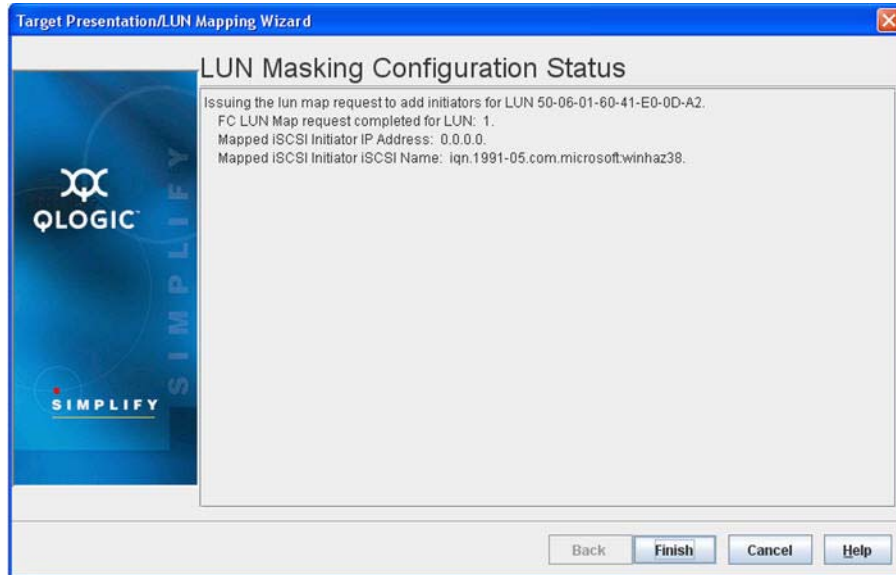 Target Presentation/LUN Mapping Wizard
LUN Masking Configuration Status
Issuing the lun map request to add initiators for LUN 50-06-01-60-41-E0-0D-A2.
FC LUN Map request completed for LUN: 1.
Mapped iSCSI Initiator IP Address: 0.0.0.0.
Mapped iSCSI Initiator iSCSI Name: iqn.1991-05.com.microsoft:winhaz38.
QLOGIC™
SIMPLIFY
SIMPLIFY
Back Finish Cancel Help